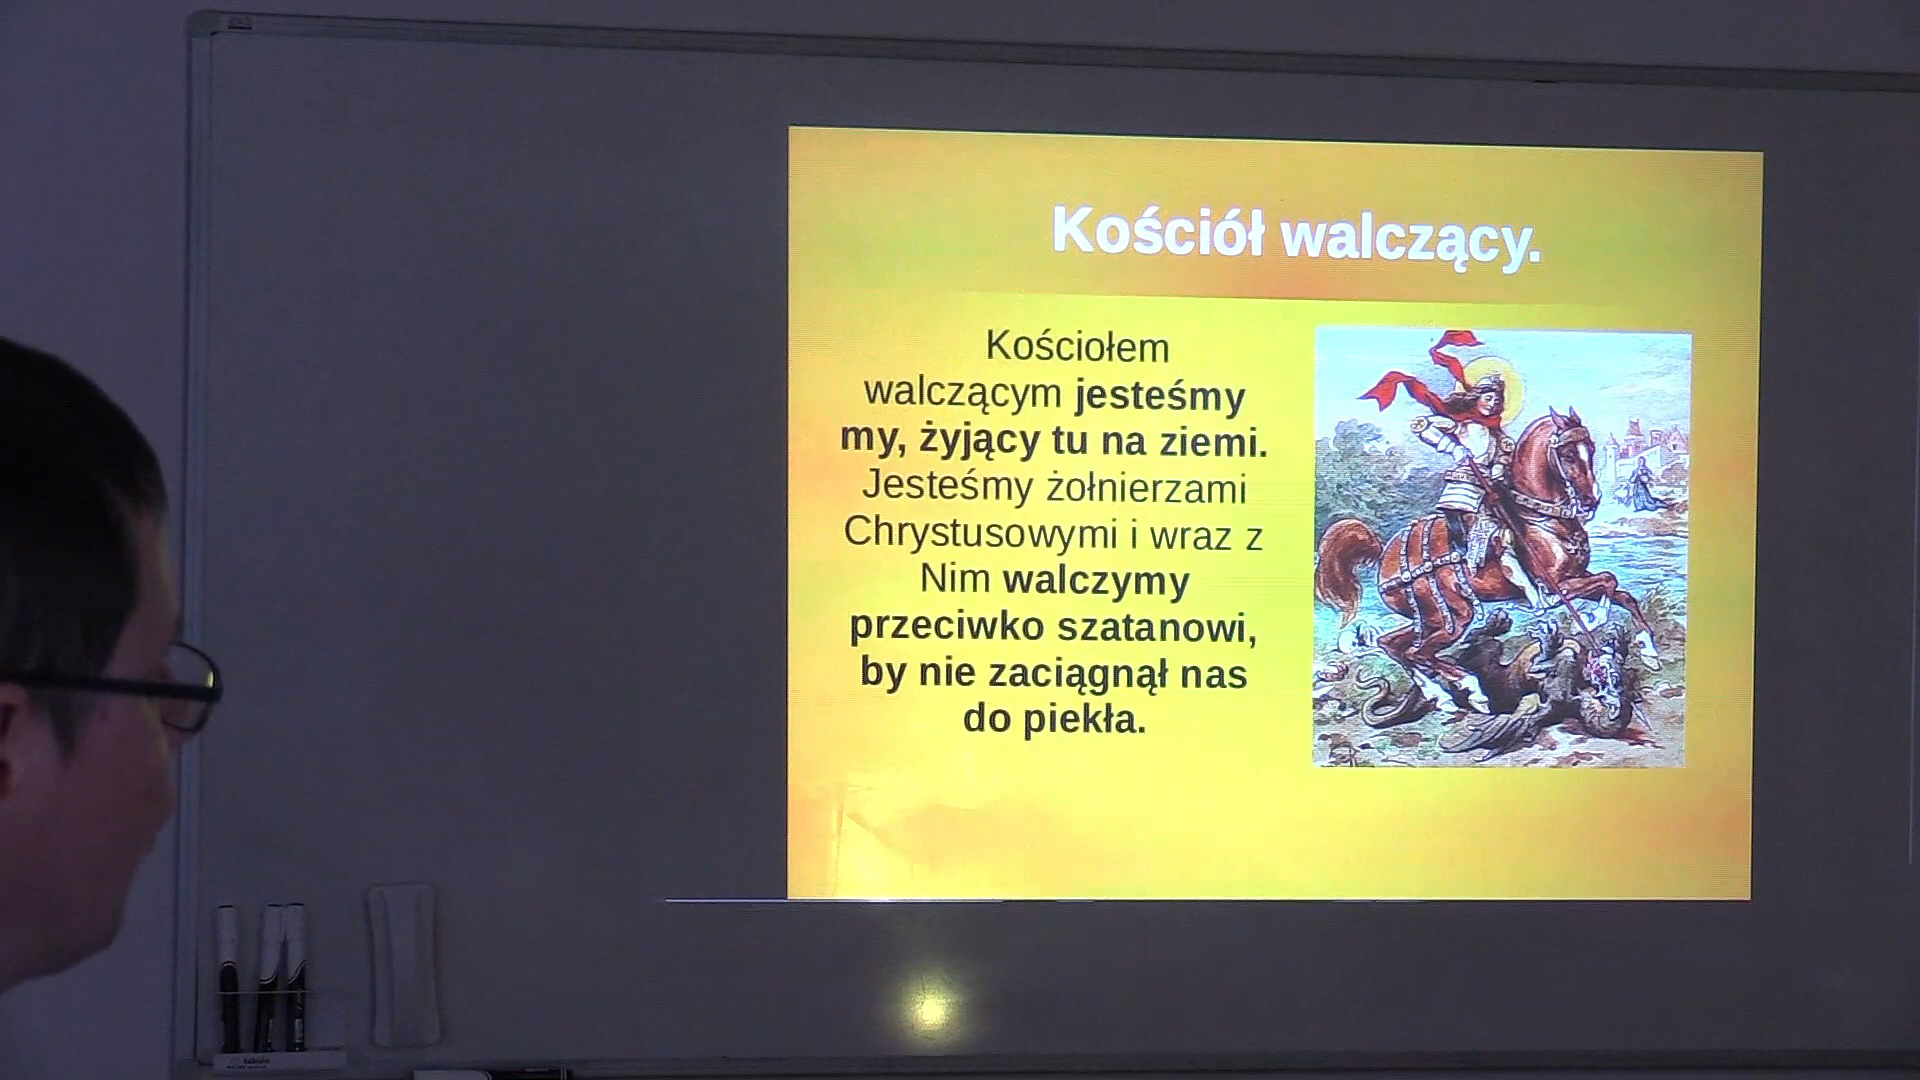 Kościół walczący.
Kościołem
walczącym jesteśmy
my, żyjący tu na ziemi.
Jesteśmy żołnierzami
Chrystusowymi i wraz z
Nim walczymy
przeciwko szatanowi,
by nie zaciągnął nas
do piekła.